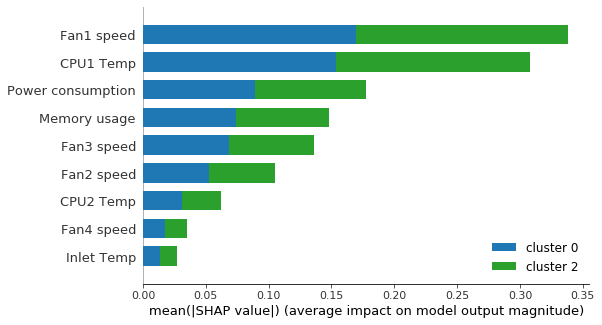 Fan1 speed
CPU1 Temp
Power consumption
Memory usage
Fan3 speed
Fan2 speed
CPU2 Temp
Fan4 speed
Inlet Temp
cluster 0
cluster 2
0.00 0.05 0.10 0.15 0.20 0.25 0.30 0.35
mean(|SHAP value|) (average impact on model output magnitude)